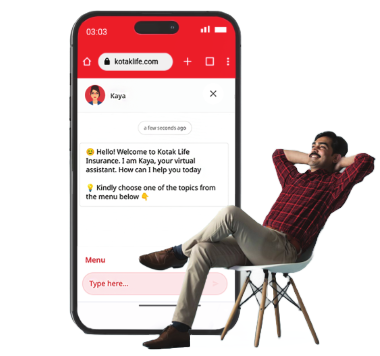 03:03
kotaklife.com
Kaya
a few seconds ago
😊 Hello! Welcome to Kotak Life
Insurance. I am Kaya, your virtual
assistant. How can I help you today
💡 Kindly choose one of the topics from
the menu below 👇
Menu
Type here...